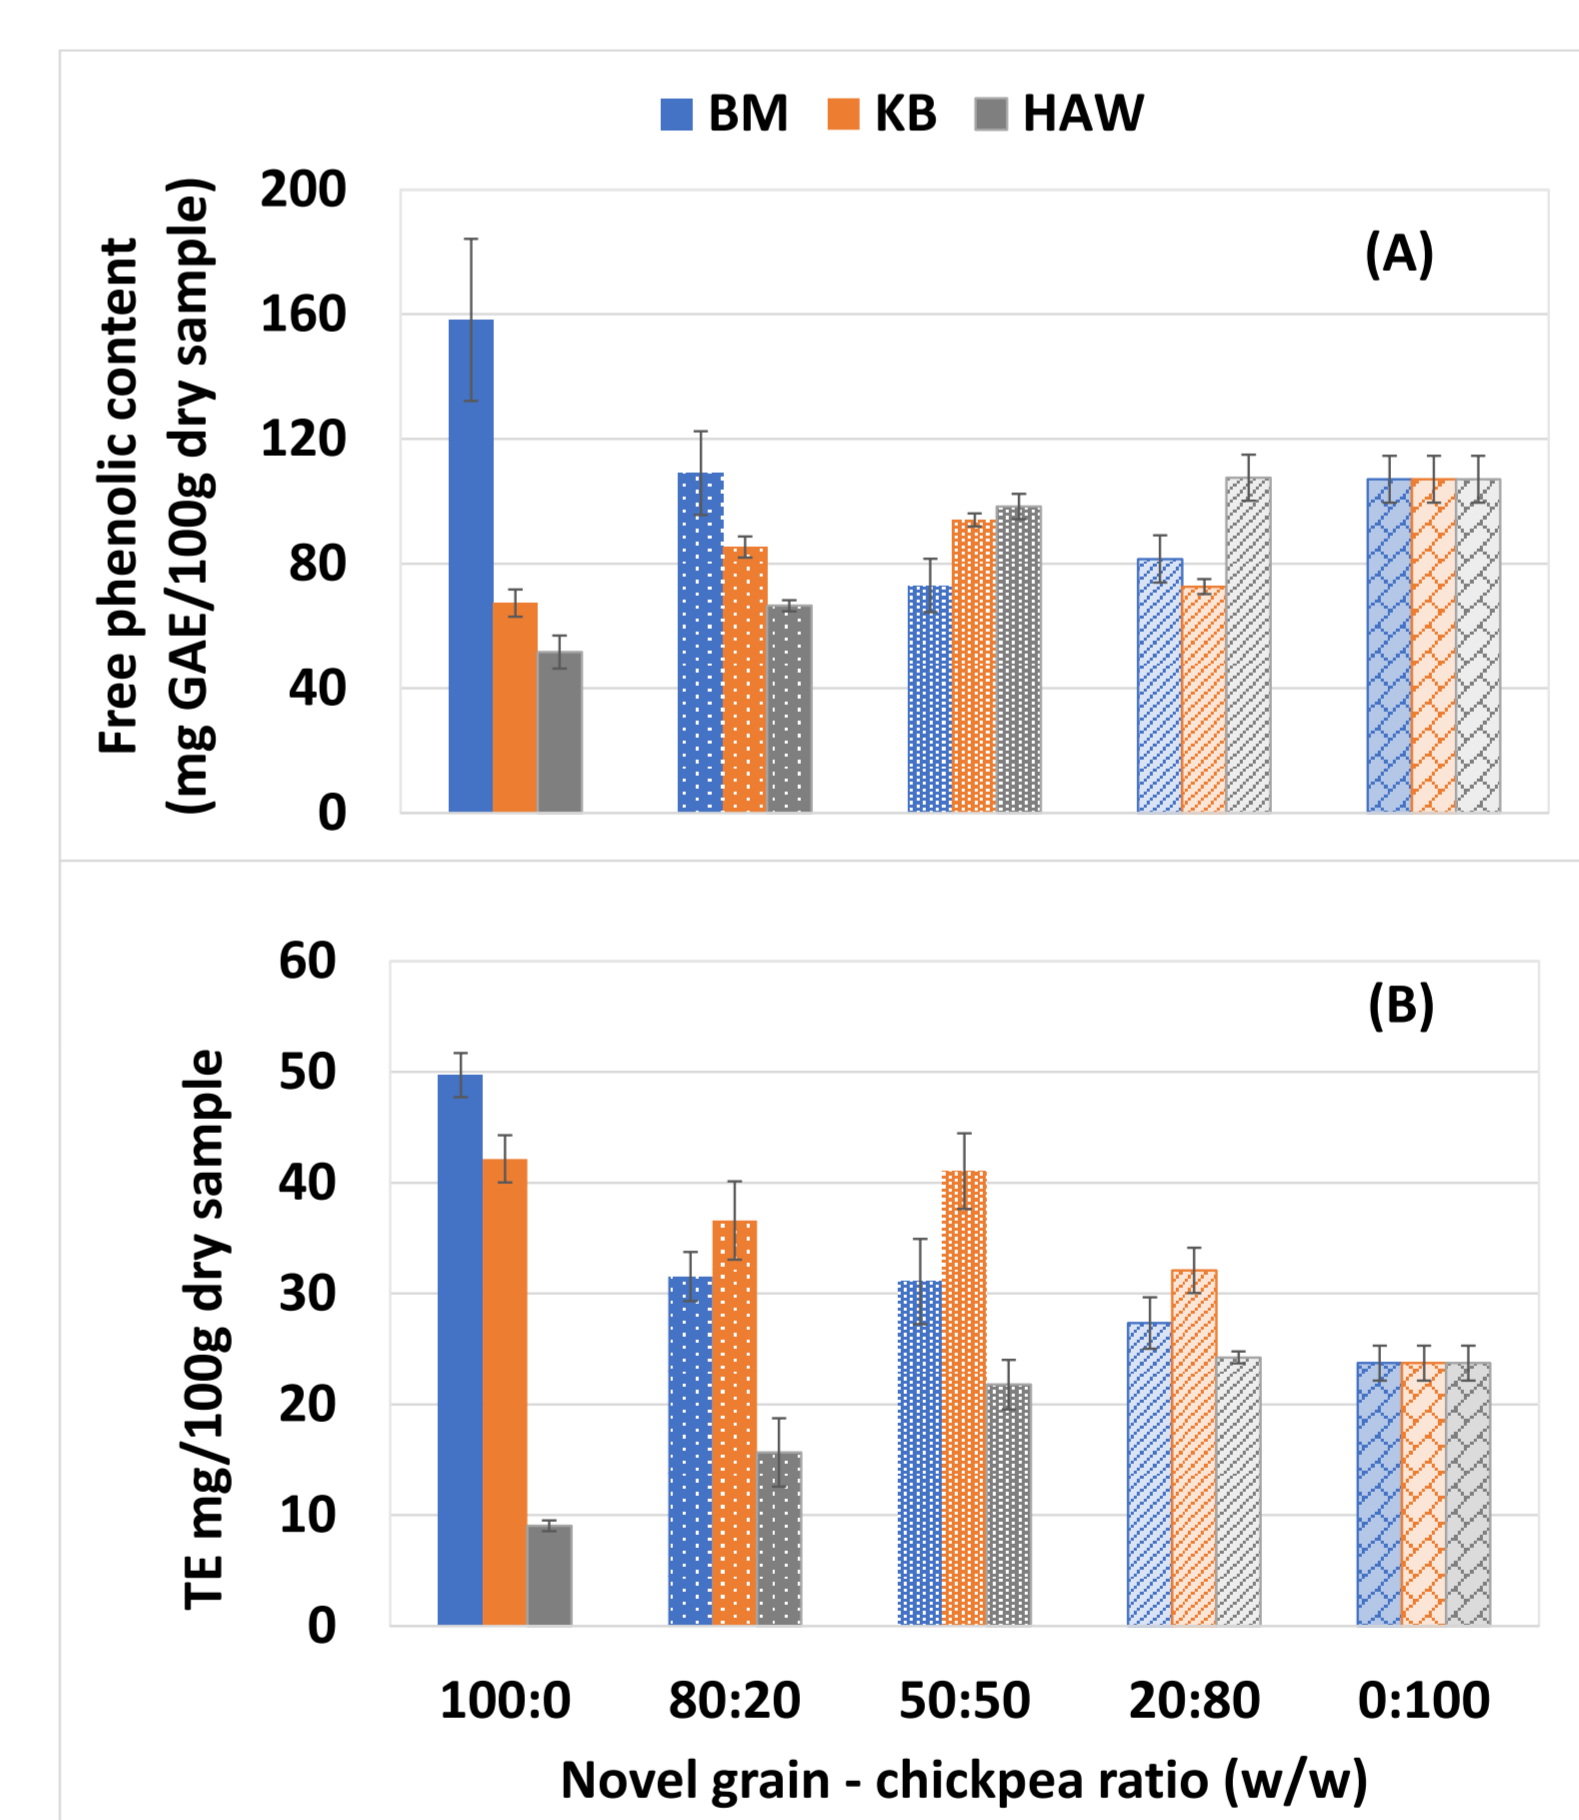 BM KB HAW
Free phenolic content
(mg GAE/100g dry sample)
200
160
120
80
40
0
(A)
TE mg/100g dry sample
60
50
40
30
20
10
0
(B)
100:0 80:20 50:50 20:80 0:100
Novel grain - chickpea ratio (w/w)